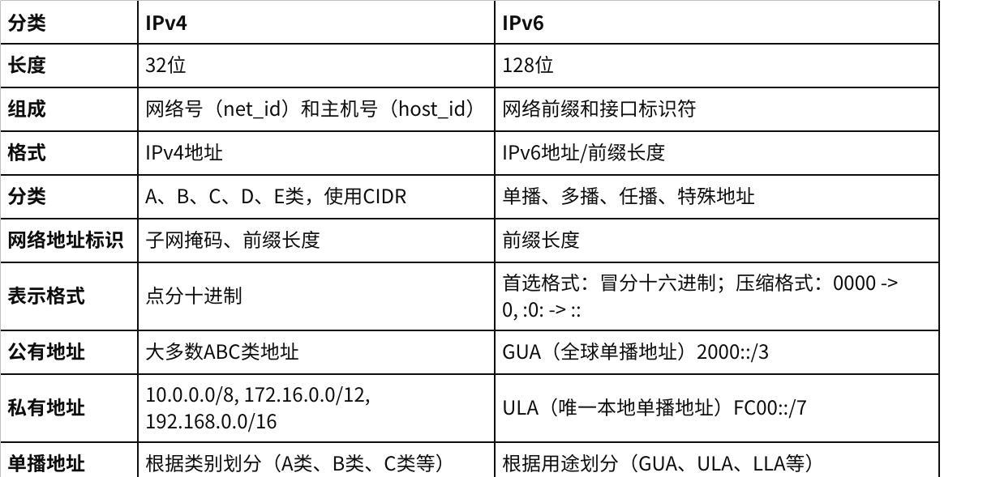 分类 IPv4 IPv6
长度 32位 128位
组成 网络号（net_id）和主机号（host_id） 网络前缀和接口标识符
格式 IPv4地址 IPv6地址/前缀长度
分类 A、B、C、D、E类，使用CIDR 单播、多播、任播、特殊地址
网络地址标识 子网掩码、前缀长度 前缀长度
表示格式 点分十进制 首选格式：冒分十六进制；压缩格式：0000 ->
0, :0: -> ::
公有地址 大多数ABC类地址 GUA（全球单播地址）2000::/3
私有地址 10.0.0.0/8, 172.16.0.0/12,
192.168.0.0/16 ULA（唯一本地单播地址）FC00::/7
单播地址 根据类别划分（A类、B类、C类等） 根据用途划分（GUA、ULA、LLA等）